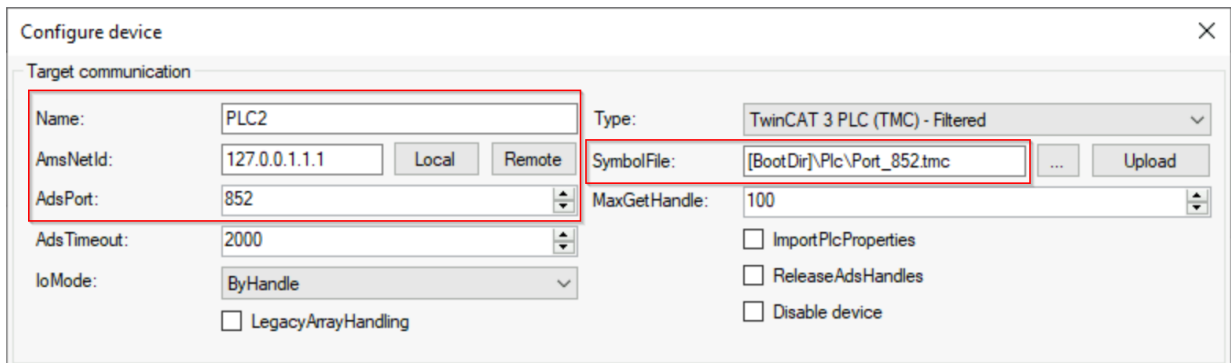 Configure device
Target communication
Name: PLC2 Type: TwinCAT 3 PLC (TMC) - Filtered
AmsNetId: 127.0.0.1.1.1 Local Remote SymbolFile: [BootDir]\Plc\Port_852.tmc ... Upload
AdsPort: 852 MaxGetHandle: 100
AdsTimeout: 2000 ImportPlcProperties
IoMode: ByHandle ReleaseAdsHandles
LegacyArrayHandling Disable device